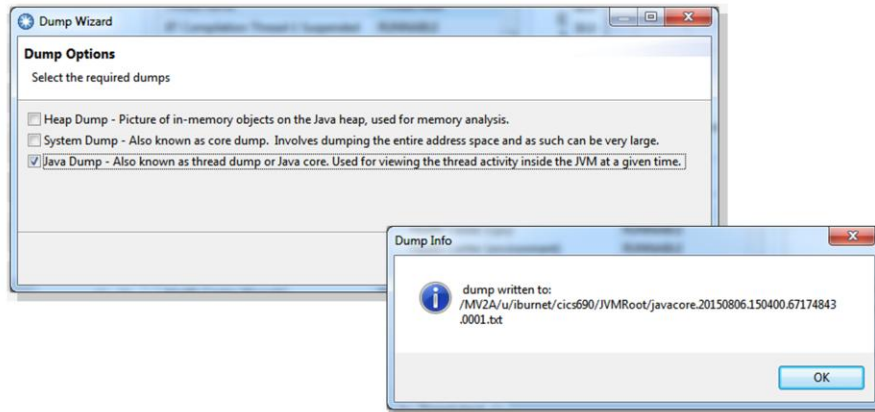 Dump Wizard
Dump Options
Select the required dumps
Heap Dump - Picture of in-memory objects on the Java heap, used for memory analysis.
System Dump - Also known as core dump. Involves dumping the entire address space and as such can be very large.
Java Dump - Also known as thread dump or Java core. Used for viewing the thread activity inside the JVM at a given time.
Dump Info
dump written to:
/MV2A/u/iburnet/cics690/JVMRoot/javacore.20150806.150400.67174843
.0001.txt
OK